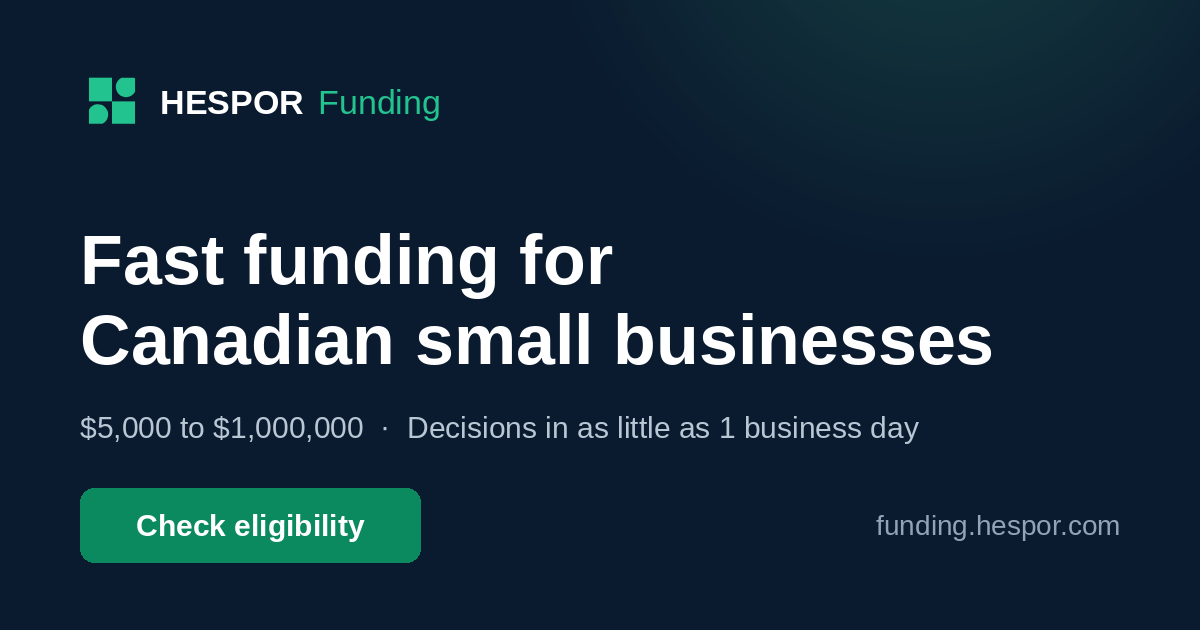 HESPOR Funding
Fast funding for
Canadian small businesses
$5,000 to $1,000,000 · Decisions in as little as 1 business day
Check eligibility
funding.hespor.com